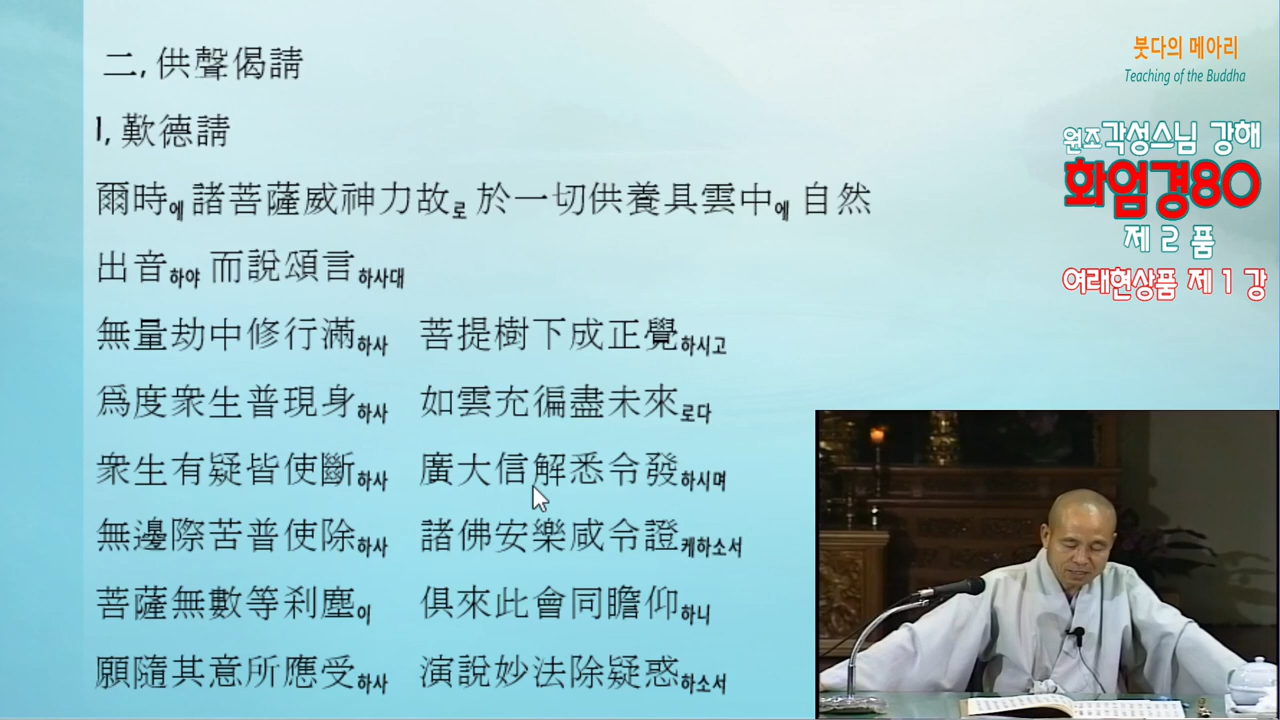 二, 供聲偈請
1, 歎德請
爾時에 諸菩薩威神力故로 於一切供養具雲中에 自然
出音하야 而說頌言하사대
無量劫中修行滿하사 菩提樹下成正覺하시고
爲度衆生普現身하사 如雲充徧盡未來로다
衆生有疑皆使斷하사 廣大信解悉令發하시며
無邊際苦普使除하사 諸佛安樂咸令證케하소서
菩薩無數等刹塵이 俱來此會同瞻仰하니
願隨其意所應受하사 演說妙法除疑惑하소서
붓다의 메아리
Teaching of the Buddha
원조각성스님 강해
화엄경80
제 2 품
여래현상품 제 1 강